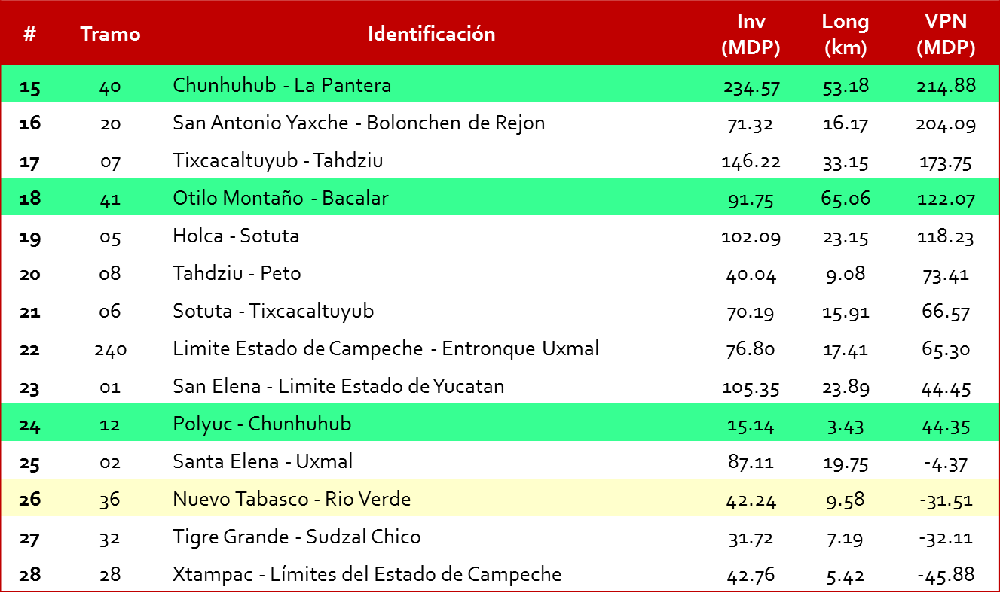 # Tramo Identificación Inv (MDP) Long (km) VPN (MDP)
15 40 Chunhuhub - La Pantera 234.57 53.18 214.88
16 20 San Antonio Yaxche - Bolonchen de Rejon 71.32 16.17 204.09
17 07 Tixcacaltuyub - Tahdziu 146.22 33.15 173.75
18 41 Otilo Montaño - Bacalar 91.75 65.06 122.07
19 05 Holca - Sotuta 102.09 23.15 118.23
20 08 Tahdziu - Peto 40.04 9.08 73.41
21 06 Sotuta - Tixcacaltuyub 70.19 15.91 66.57
22 240 Limite Estado de Campeche - Entronque Uxmal 76.80 17.41 65.30
23 01 San Elena - Limite Estado de Yucatan 105.35 23.89 44.45
24 12 Polyuc - Chunhuhub 15.14 3.43 44.35
25 02 Santa Elena - Uxmal 87.11 19.75 -4.37
26 36 Nuevo Tabasco - Rio Verde 42.24 9.58 -31.51
27 32 Tigre Grande - Sudzal Chico 31.72 7.19 -32.11
28 28 Xtampac - Límites del Estado de Campeche 42.76 5.42 -45.88